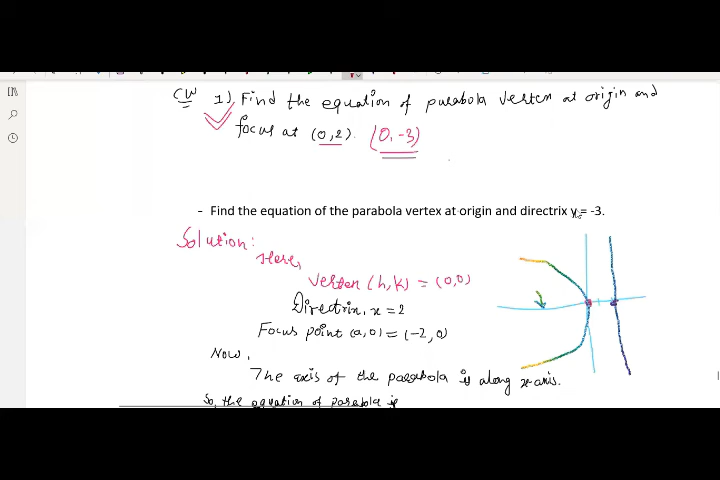 CW 1) Find the equation of parabola vertex at origin and
focus at (0,2). (0,-3)
- Find the equation of the parabola vertex at origin and directrix y = -3.
Solution:
Here,
Vertex (h,k) = (0,0)
Directrix, x = 2
Focus point (a,0) = (-2,0)
Now,
The axis of the parabola is along x-axis.
So, the equation of parabola is